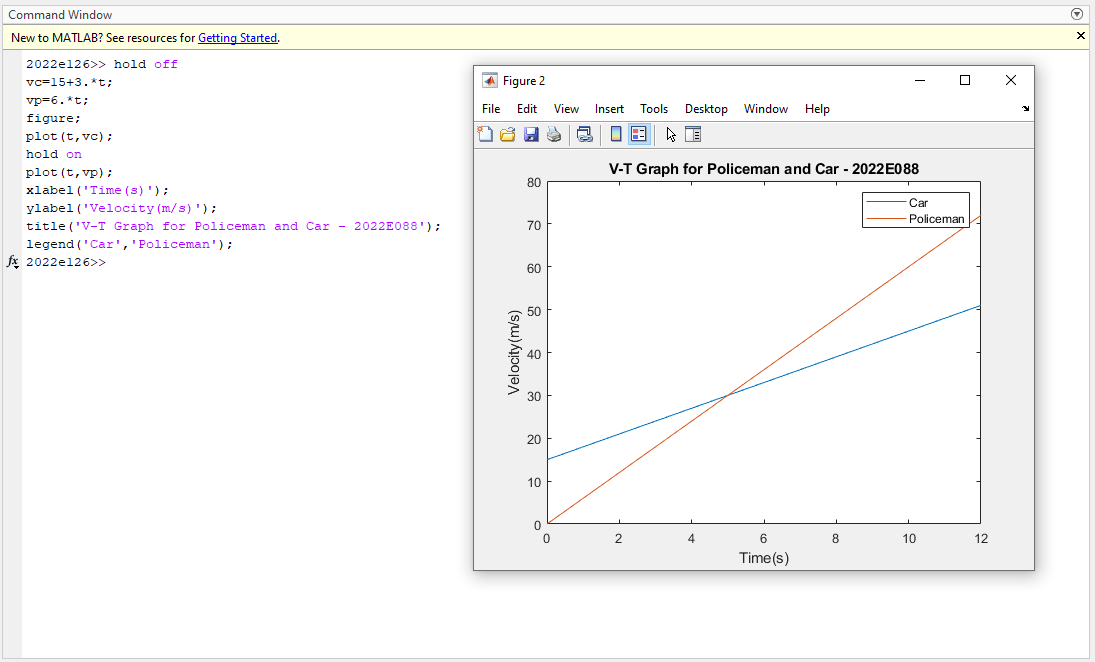 Command Window
New to MATLAB? See resources for Getting Started.
2022e126>> hold off
vc=15+3.*t;
vp=6.*t;
figure;
plot(t,vc);
hold on
plot(t,vp);
xlabel('Time(s)');
ylabel('Velocity(m/s)');
title('V-T Graph for Policeman and Car - 2022E088');
legend('Car','Policeman');
fx 2022e126>>
Figure 2
File Edit View Insert Tools Desktop Window Help
V-T Graph for Policeman and Car - 2022E088
Car
Policeman
80
70
60
50
40
30
20
10
0
Velocity(m/s)
0 2 4 6 8 10 12
Time(s)